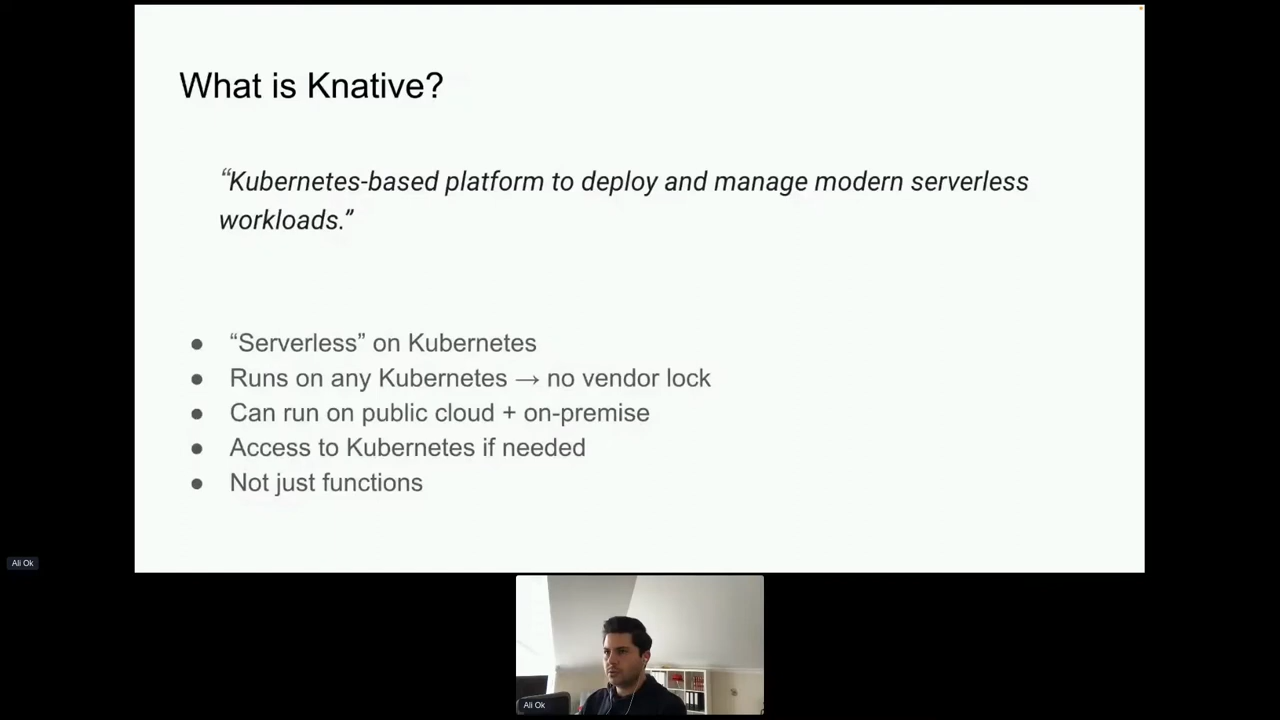 What is Knative?
“Kubernetes-based platform to deploy and manage modern serverless
workloads.”
● “Serverless” on Kubernetes
● Runs on any Kubernetes → no vendor lock
● Can run on public cloud + on-premise
● Access to Kubernetes if needed
● Not just functions
Ali Ok
Ali Ok